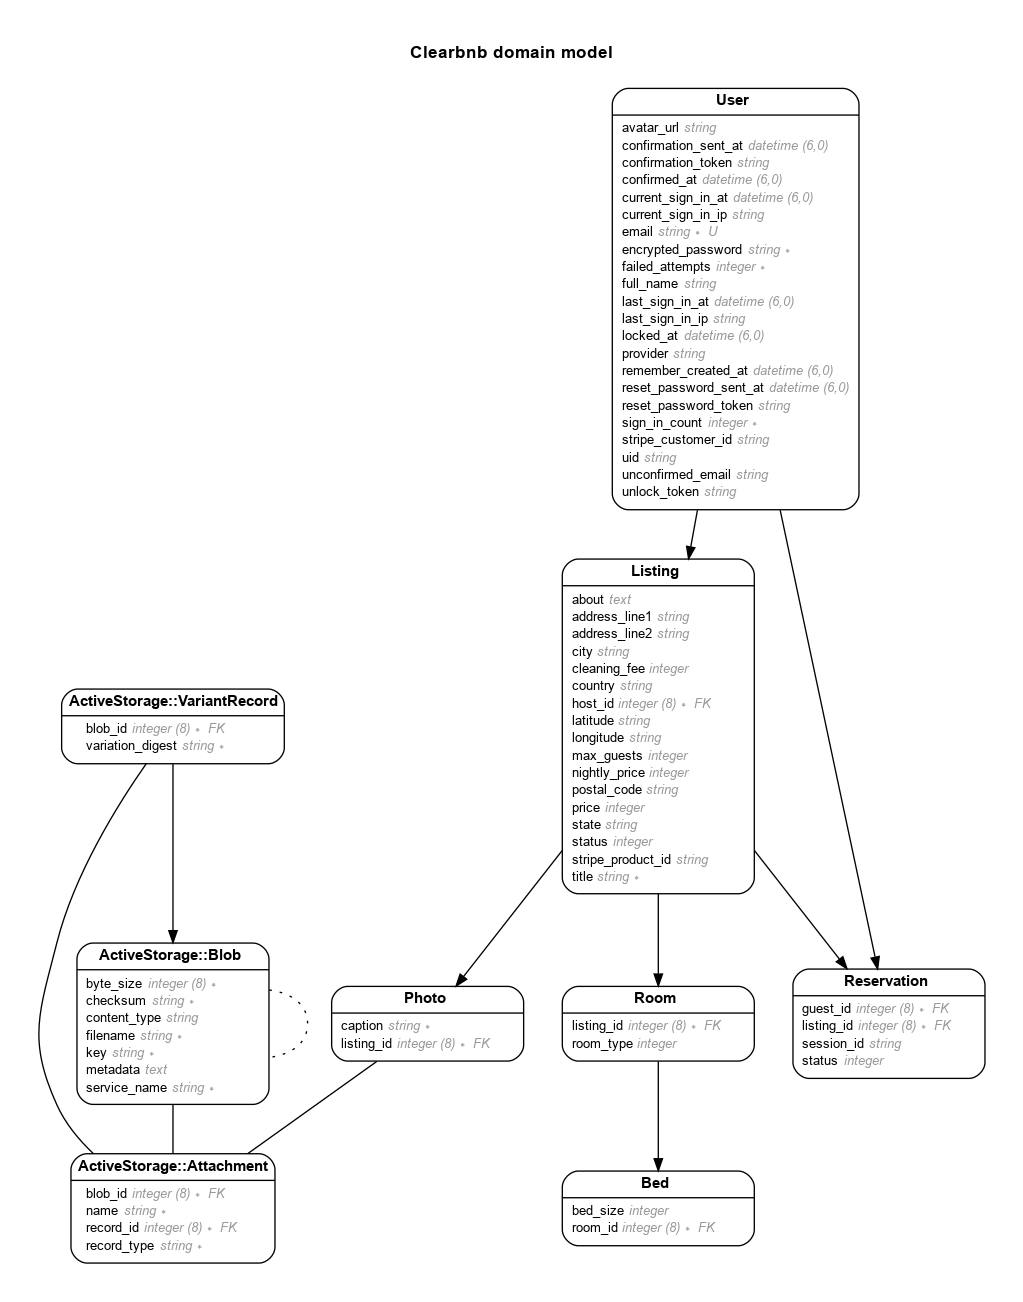 Clearbnb domain model
User
avatar_url string
confirmation_sent_at datetime (6,0)
confirmation_token string
confirmed_at datetime (6,0)
current_sign_in_at datetime (6,0)
current_sign_in_ip string
email string ∗ U
encrypted_password string ∗
failed_attempts integer ∗
full_name string
last_sign_in_at datetime (6,0)
last_sign_in_ip string
locked_at datetime (6,0)
provider string
remember_created_at datetime (6,0)
reset_password_sent_at datetime (6,0)
reset_password_token string
sign_in_count integer ∗
stripe_customer_id string
uid string
unconfirmed_email string
unlock_token string
Listing
about text
address_line1 string
address_line2 string
city string
cleaning_fee integer
country string
host_id integer (8) ∗ FK
latitude string
longitude string
max_guests integer
nightly_price integer
postal_code string
price integer
state string
status integer
stripe_product_id string
title string ∗
ActiveStorage::VariantRecord
blob_id integer (8) ∗ FK
variation_digest string ∗
ActiveStorage::Blob
byte_size integer (8) ∗
checksum string ∗
content_type string
filename string ∗
key string ∗
metadata text
service_name string ∗
Photo
caption string ∗
listing_id integer (8) ∗ FK
Room
listing_id integer (8) ∗ FK
room_type integer
Reservation
guest_id integer (8) ∗ FK
listing_id integer (8) ∗ FK
session_id string
status integer
ActiveStorage::Attachment
blob_id integer (8) ∗ FK
name string ∗
record_id integer (8) ∗ FK
record_type string ∗
Bed
bed_size integer
room_id integer (8) ∗ FK